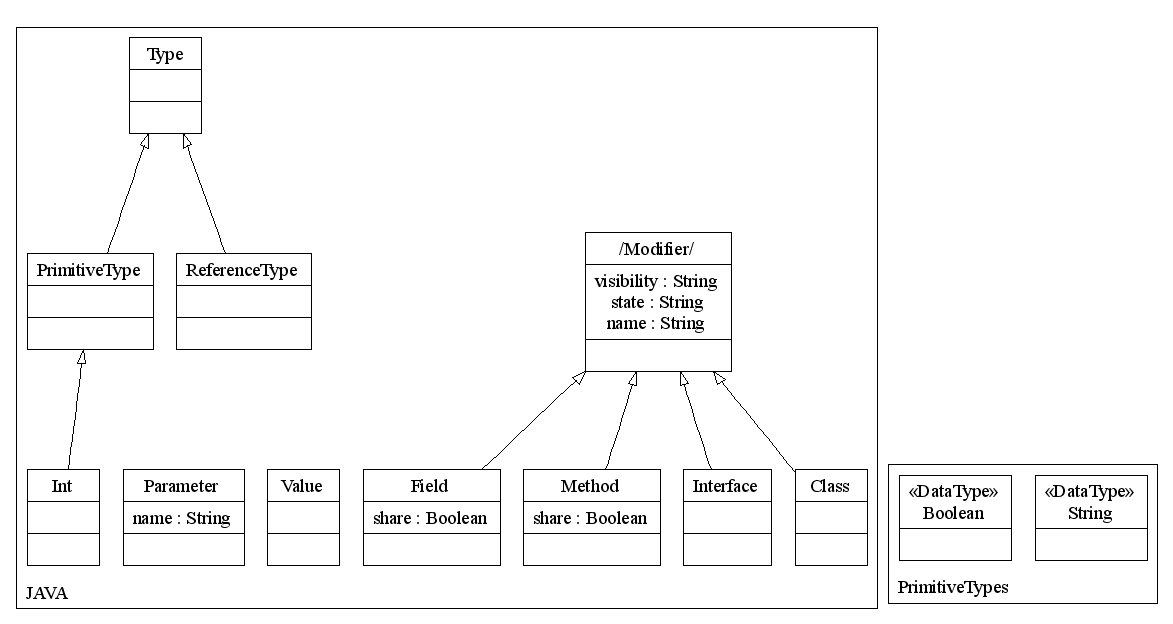 Type
PrimitiveType
ReferenceType
/Modifier/
visibility : String
state : String
name : String
Int
Parameter
name : String
Value
Field
share : Boolean
Method
share : Boolean
Interface
Class
JAVA
«DataType»
Boolean
«DataType»
String
PrimitiveTypes